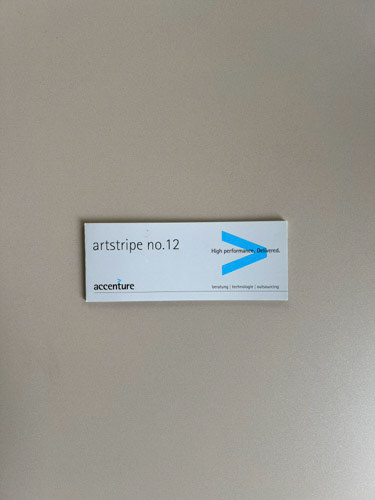 artstripe no.12
High performance. Delivered.
accenture
beratung | technologie | outsourcing